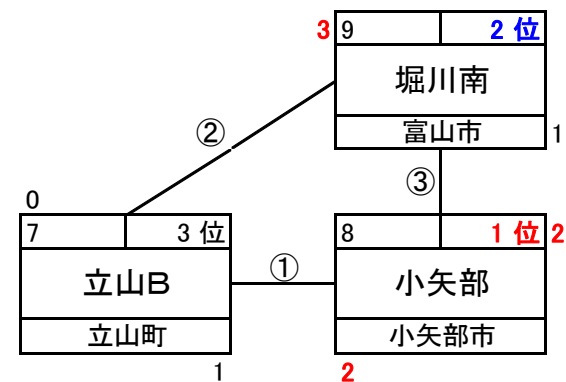 3 9 2 位
堀川南
富山市 1
②
③
0
7 3 位
8 1 位 2
立山B
①
小矢部
立山町
小矢部市
1
2